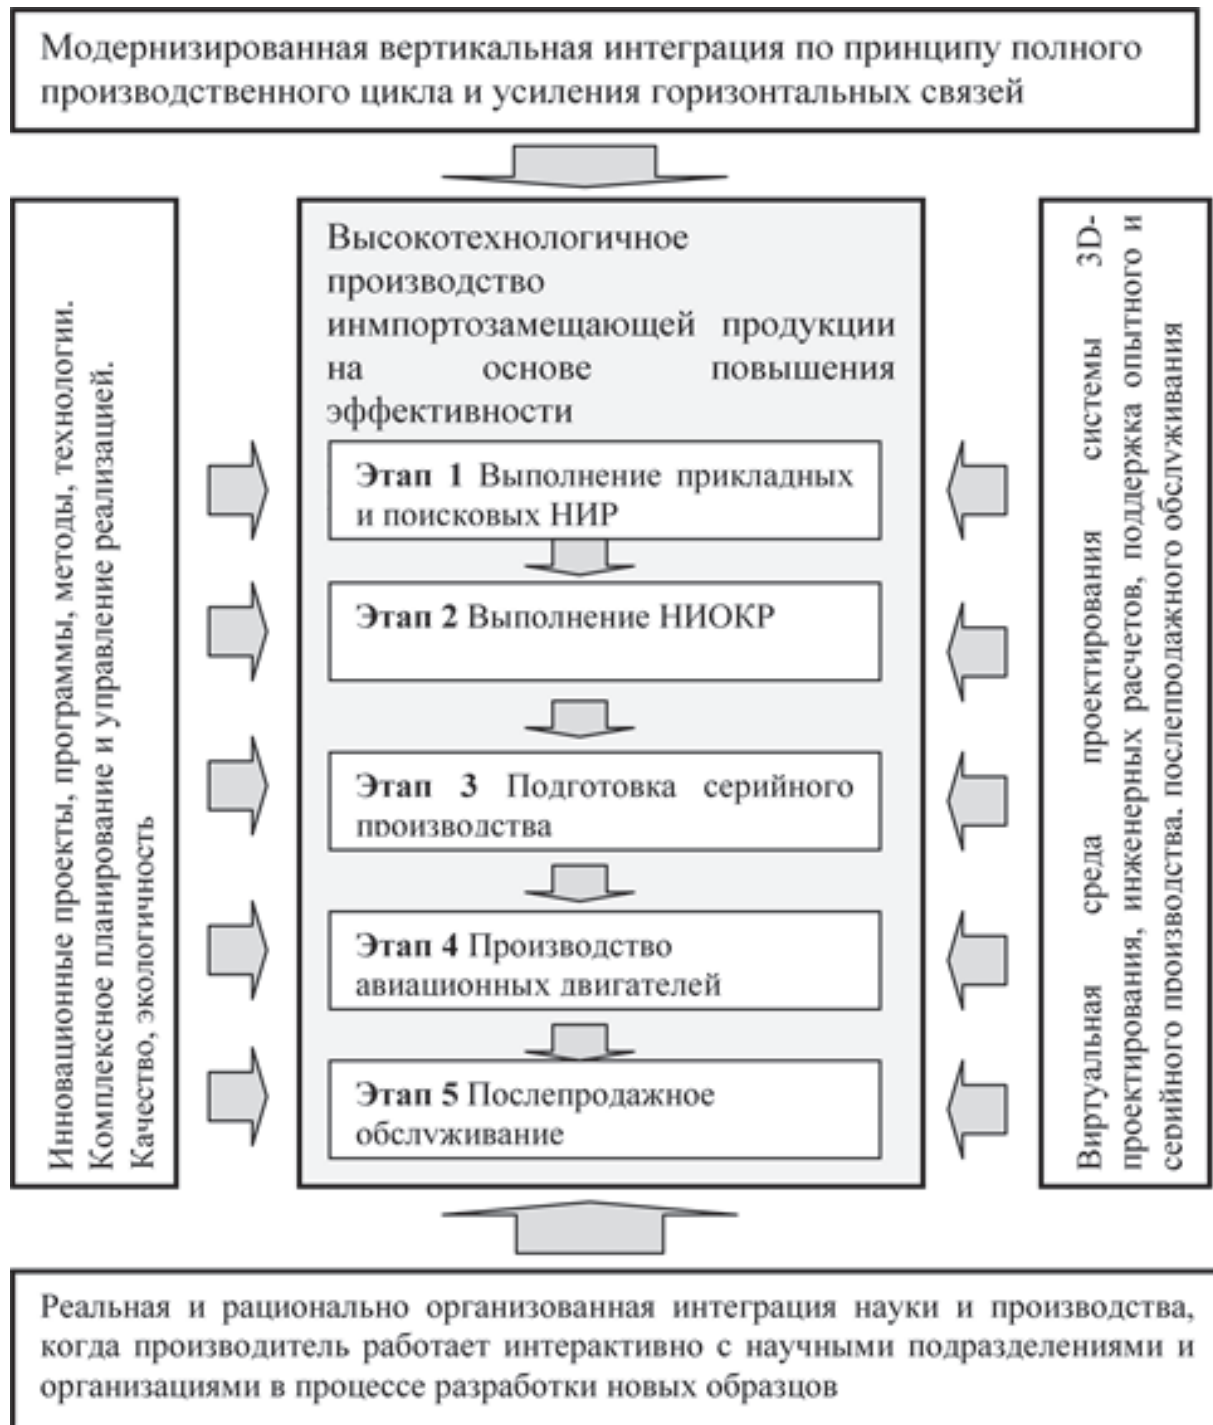 Модернизированная вертикальная интеграция по принципу полного
производственного цикла и усиления горизонтальных связей
Инновационные проекты, программы, методы, технологии.
Комплексное планирование и управление реализацией.
Качество, экологичность
Высокотехнологичное
производство
инмпортозамещающей продукции
на основе повышения
эффективности
Этап 1 Выполнение прикладных
и поисковых НИР
Этап 2 Выполнение НИОКР
Этап 3 Подготовка серийного
производства
Этап 4 Производство
авиационных двигателей
Этап 5 Послепродажное
обслуживание
Виртуальная среда проектирования системы 3D-
проектирования, инженерных расчетов, поддержка опытного и
серийного производства, послепродажного обслуживания
Реальная и рационально организованная интеграция науки и производства,
когда производитель работает интерактивно с научными подразделениями и
организациями в процессе разработки новых образцов